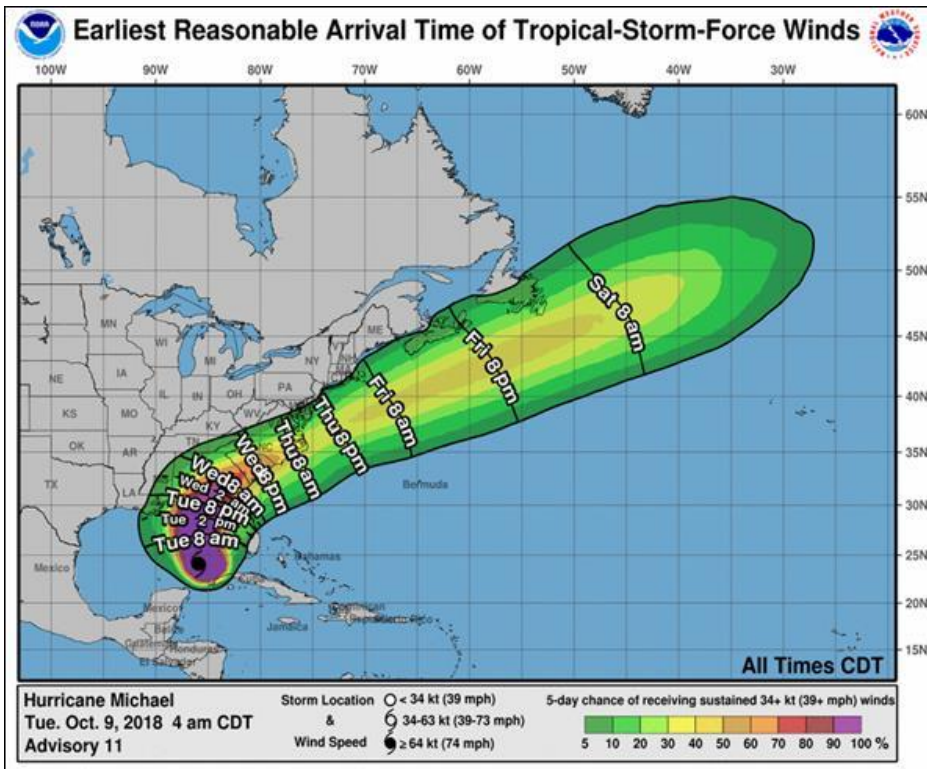 Earliest Reasonable Arrival Time of Tropical-Storm-Force Winds
NOAA
100W 90W 80W 70W 60W 50W 40W 30W
60N
55N
50N
45N
40N
35N
30N
25N
20N
15N
MN
WI
MI
NY
VT
NH
ME
NE
IA
IL
IN
OH
PA
KS
MO
KY
WV
OK
AR
TN
TX
LA
Sat 8 am
Fri 8 pm
Fri 8 am
Thu 8 pm
Thu 8 am
Wed 8 pm
Wed 8 am
Wed 2 am
Tue 8 pm
Tue 2 pm
Tue 8 am
Bermuda
Bahamas
Mexico
Mexico
Jamaica
Puerto Rico
Honduras
El Salvador
All Times CDT
Hurricane Michael
Tue. Oct. 9, 2018 4 am CDT
Advisory 11
Storm Location
&
Wind Speed
< 34 kt (39 mph)
34-63 kt (39-73 mph)
≥ 64 kt (74 mph)
5-day chance of receiving sustained 34+ kt (39+ mph) winds
5 10 20 30 40 50 60 70 80 90 100 %